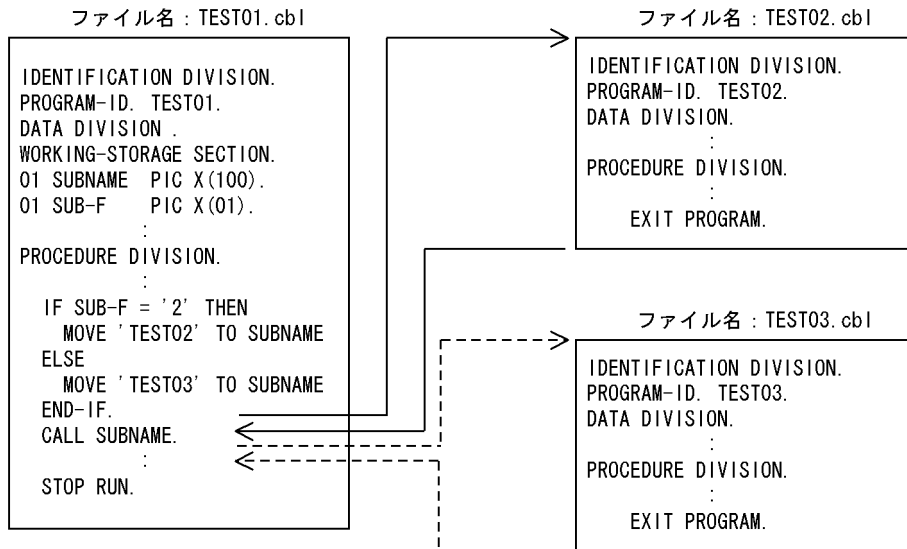 ファイル名：TEST01.cbl
IDENTIFICATION DIVISION.
PROGRAM-ID. TEST01.
DATA DIVISION .
WORKING-STORAGE SECTION.
01 SUBNAME  PIC X(100).
01 SUB-F    PIC X(01).
:
PROCEDURE DIVISION.
:
IF SUB-F = '2' THEN
MOVE 'TEST02' TO SUBNAME
ELSE
MOVE 'TEST03' TO SUBNAME
END-IF.
CALL SUBNAME.
:
STOP RUN.
ファイル名：TEST02.cbl
IDENTIFICATION DIVISION.
PROGRAM-ID. TEST02.
DATA DIVISION.
:
PROCEDURE DIVISION.
:
EXIT PROGRAM.
ファイル名：TEST03.cbl
IDENTIFICATION DIVISION.
PROGRAM-ID. TEST03.
DATA DIVISION.
:
PROCEDURE DIVISION.
:
EXIT PROGRAM.